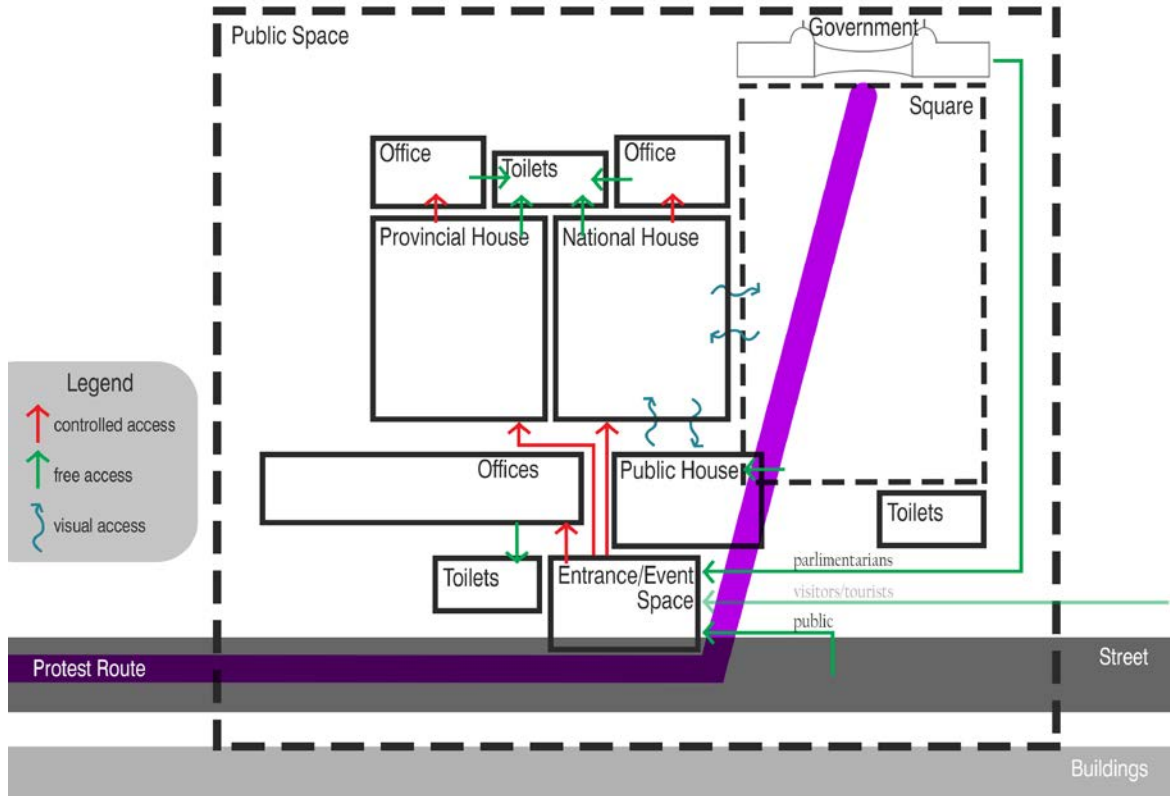 Government
Public Space
Square
Office
Toilets
Office
Provincial House
National House
Legend
controlled access
free access
visual access
Offices
Public House
Toilets
Toilets
Entrance/Event
Space
parlimentarians
visitors/tourists
public
Protest Route
Street
Buildings